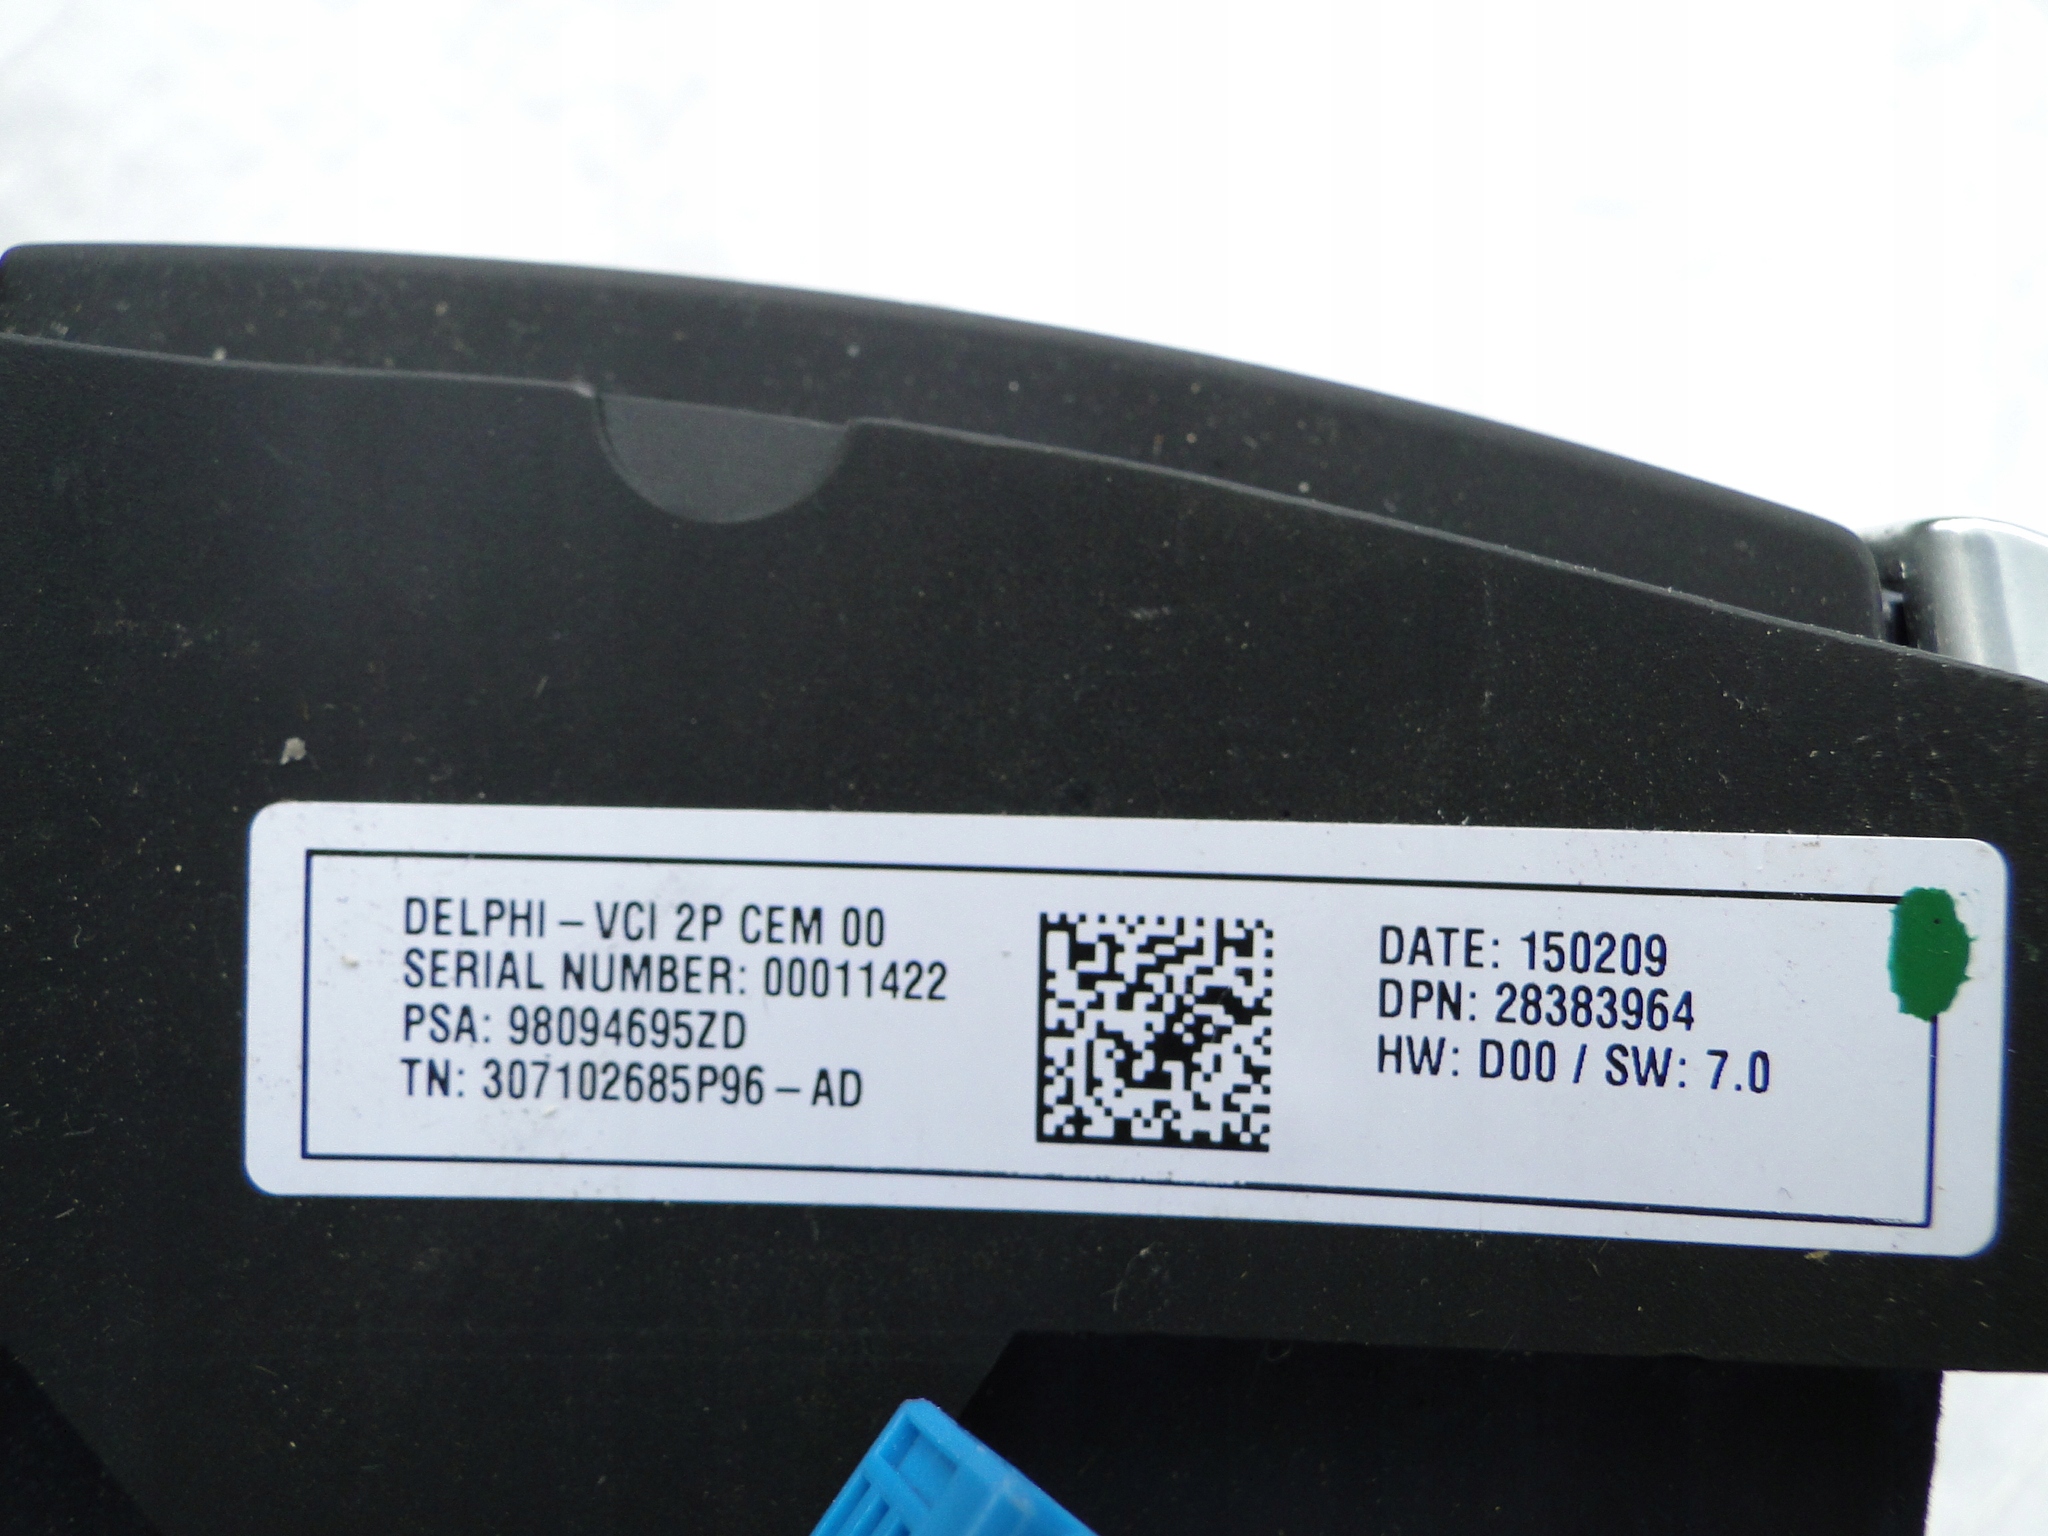 DELPHI – VCI 2P CEM 00
SERIAL NUMBER: 00011422
PSA: 98094695ZD
TN: 307102685P96 – AD
DATE: 150209
DPN: 28383964
HW: D00 / SW: 7.0